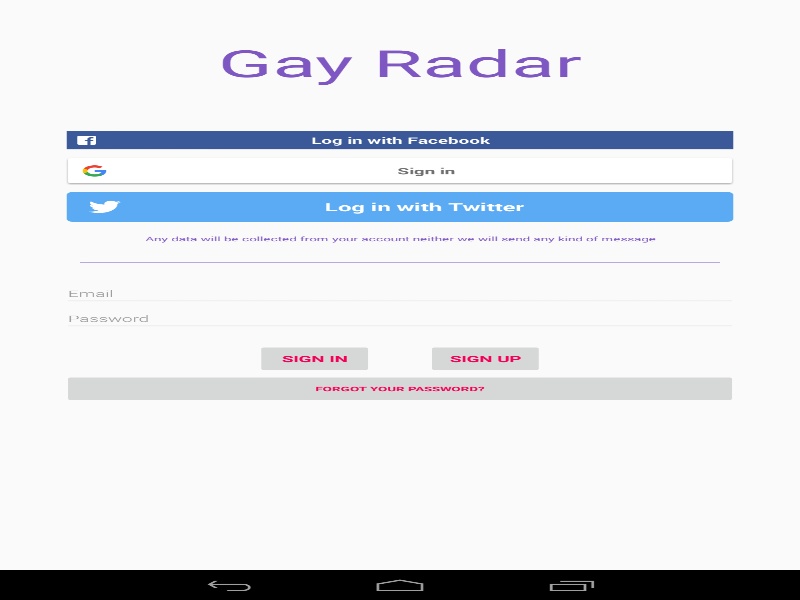 Gay Radar
Log in with Facebook
Sign in
Log in with Twitter
Any data will be collected from your account neither we will send any kind of message
Email
Password
SIGN IN
SIGN UP
FORGOT YOUR PASSWORD?